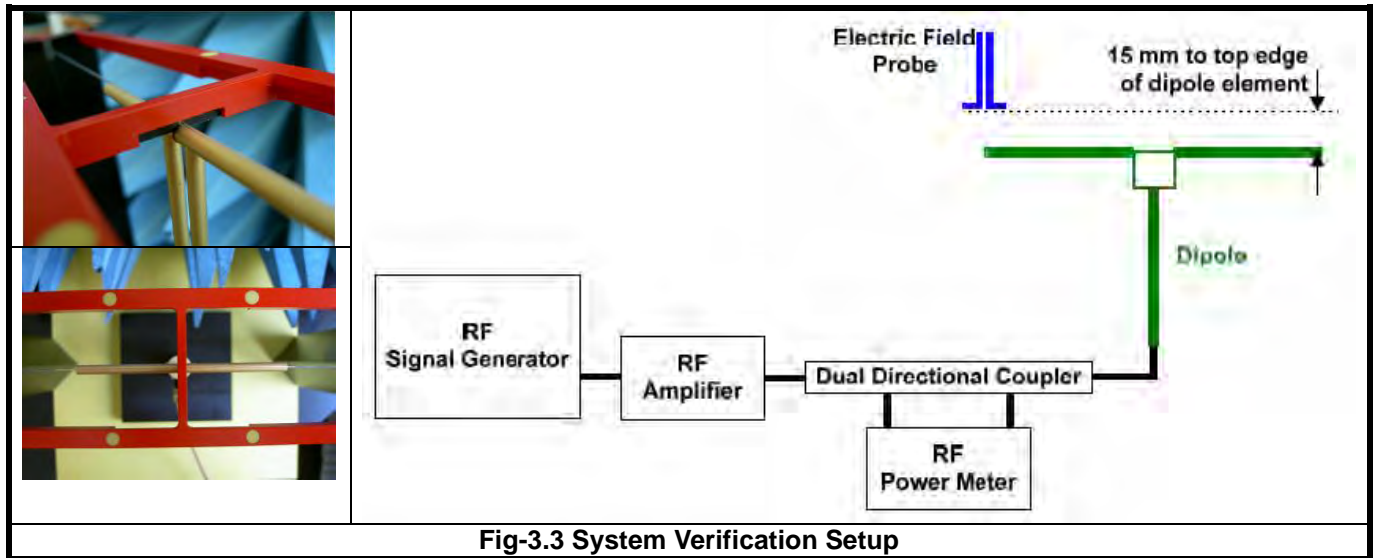 Electric Field
Probe
15 mm to top edge
of dipole element
Dipole
RF
Signal Generator
RF
Amplifier
Dual Directional Coupler
RF
Power Meter
Fig-3.3 System Verification Setup